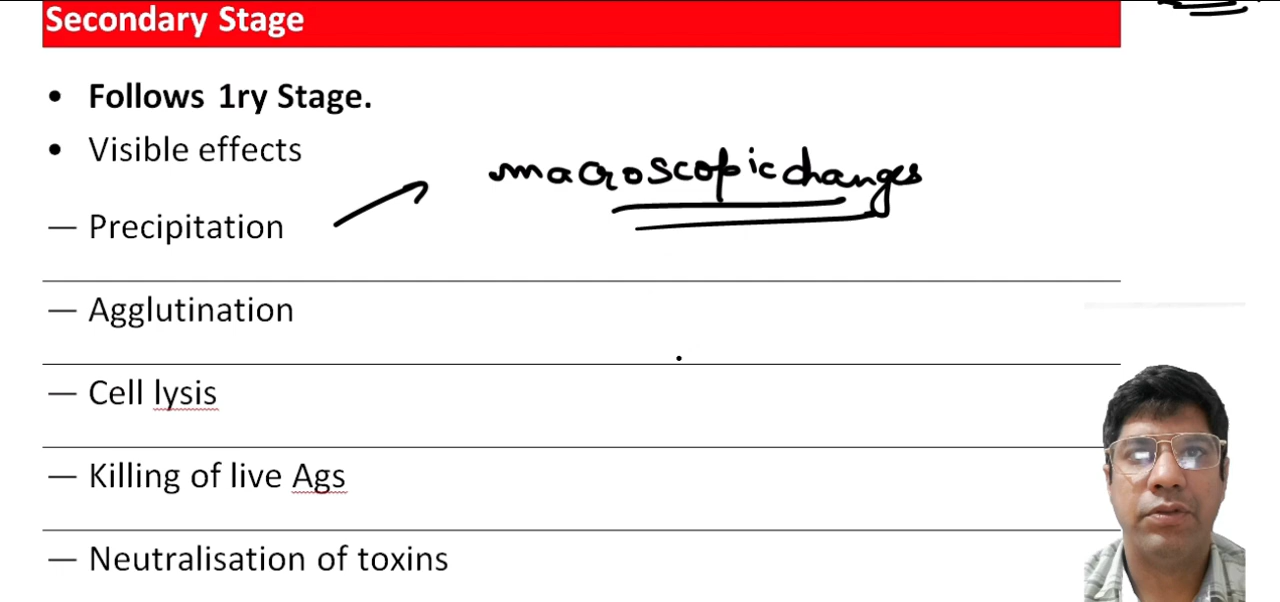 Secondary Stage
• Follows 1ry Stage.
• Visible effects
macroscopic changes
— Precipitation
— Agglutination
— Cell lysis
— Killing of live Ags
— Neutralisation of toxins